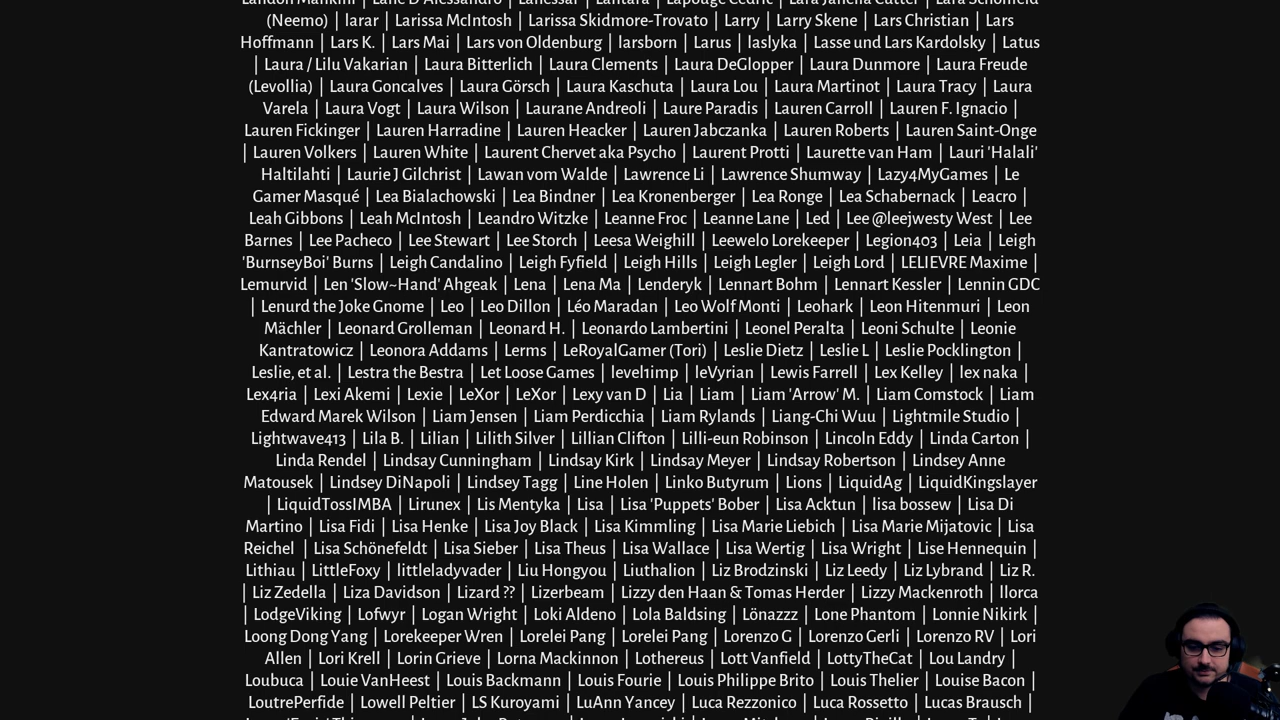 Landon Mankini | Lane D'Alessandro | Lanessar | Lantara | Lapouge Cédric | Lara Janella Cutter | Lara Schönfeld
(Neemo) | larar | Larissa McIntosh | Larissa Skidmore-Trovato | Larry | Larry Skene | Lars Christian | Lars
Hoffmann | Lars K. | Lars Mai | Lars von Oldenburg | larsborn | Larus | laslyka | Lasse und Lars Kardolsky | Latus
| Laura / Lilu Vakarian | Laura Bitterlich | Laura Clements | Laura DeGlopper | Laura Dunmore | Laura Freude
(Levollia) | Laura Goncalves | Laura Görsch | Laura Kaschuta | Laura Lou | Laura Martinot | Laura Tracy | Laura
Varela | Laura Vogt | Laura Wilson | Laurane Andreoli | Laure Paradis | Lauren Carroll | Lauren F. Ignacio |
Lauren Fickinger | Lauren Harradine | Lauren Heacker | Lauren Jabczanka | Lauren Roberts | Lauren Saint-Onge
| Lauren Volkers | Lauren White | Laurent Chervet aka Psycho | Laurent Protti | Laurette van Ham | Lauri 'Halali'
Haltilahti | Laurie J Gilchrist | Lawan vom Walde | Lawrence Li | Lawrence Shumway | Lazy4MyGames | Le
Gamer Masqué | Lea Bialachowski | Lea Bindner | Lea Kronenberger | Lea Ronge | Lea Schabernack | Leacro |
Leah Gibbons | Leah McIntosh | Leandro Witzke | Leanne Froc | Leanne Lane | Led | Lee @leejwesty West | Lee
Barnes | Lee Pacheco | Lee Stewart | Lee Storch | Leesa Weighill | Leewelo Lorekeeper | Legion403 | Leia | Leigh
'BurnseyBoi' Burns | Leigh Candalino | Leigh Fyfield | Leigh Hills | Leigh Legler | Leigh Lord | LELIEVRE Maxime |
Lemurvid | Len 'Slow~Hand' Ahgeak | Lena | Lena Ma | Lenderyk | Lennart Bohm | Lennart Kessler | Lennin GDC
| Lenurd the Joke Gnome | Leo | Leo Dillon | Léo Maradan | Leo Wolf Monti | Leohark | Leon Hitenmuri | Leon
Mächler | Leonard Grolleman | Leonard H. | Leonardo Lambertini | Leonel Peralta | Leoni Schulte | Leonie
Kantratowicz | Leonora Addams | Lerms | LeRoyalGamer (Tori) | Leslie Dietz | Leslie L | Leslie Pocklington |
Leslie, et al. | Lestra the Bestra | Let Loose Games | level1imp | leVyrian | Lewis Farrell | Lex Kelley | lex naka |
Lex4ria | Lexi Akemi | Lexie | LeXor | LeXor | Lexy van D | Lia | Liam | Liam 'Arrow' M. | Liam Comstock | Liam
Edward Marek Wilson | Liam Jensen | Liam Perdicchia | Liam Rylands | Liang-Chi Wuu | Lightmile Studio |
Lightwave413 | Lila B. | Lilian | Lilith Silver | Lillian Clifton | Lilli-eun Robinson | Lincoln Eddy | Linda Carton |
Linda Rendel | Lindsay Cunningham | Lindsay Kirk | Lindsay Meyer | Lindsay Robertson | Lindsey Anne
Matousek | Lindsey DiNapoli | Lindsey Tagg | Line Holen | Linko Butyrum | Lions | LiquidAg | LiquidKingslayer
| LiquidTossIMBA | Lirunex | Lis Mentyka | Lisa | Lisa 'Puppets' Bober | Lisa Acktun | lisa bossew | Lisa Di
Martino | Lisa Fidi | Lisa Henke | Lisa Joy Black | Lisa Kimmling | Lisa Marie Liebich | Lisa Marie Mijatovic | Lisa
Reichel | Lisa Schönefeldt | Lisa Sieber | Lisa Theus | Lisa Wallace | Lisa Wertig | Lisa Wright | Lise Hennequin |
Lithiau | LittleFoxy | littleladyvader | Liu Hongyou | Liuthalion | Liz Brodzinski | Liz Leedy | Liz Lybrand | Liz R.
| Liz Zedella | Liza Davidson | Lizard ?? | Lizerbeam | Lizzy den Haan & Tomas Herder | Lizzy Mackenroth | llorca
| LodgeViking | Lofwyr | Logan Wright | Loki Aldeno | Lola Baldsing | Lönazzz | Lone Phantom | Lonnie Nikirk |
Loong Dong Yang | Lorekeeper Wren | Lorelei Pang | Lorelei Pang | Lorenzo G | Lorenzo Gerli | Lorenzo RV | Lori
Allen | Lori Krell | Lorin Grieve | Lorna Mackinnon | Lothereus | Lott Vanfield | LottyTheCat | Lou Landry |
Loubuca | Louie VanHeest | Louis Backmann | Louis Fourie | Louis Philippe Brito | Louis Thelier | Louise Bacon |
LoutrePerfide | Lowell Peltier | LS Kuroyami | LuAnn Yancey | Luca Rezzonico | Luca Rossetto | Lucas Brausch |